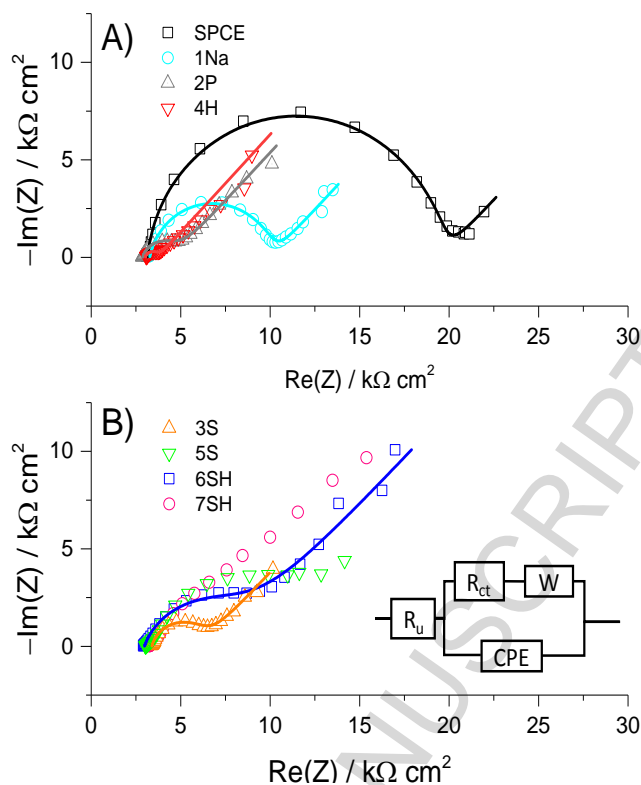 A)
SPCE
1Na
2P
4H
−Im(Z) / kΩ cm²
10
5
0
0 5 10 15 20 25 30
Re(Z) / kΩ cm²
B)
3S
5S
6SH
7SH
−Im(Z) / kΩ cm²
10
5
0
R_u
R_ct
W
CPE
0 5 10 15 20 25 30
Re(Z) / kΩ cm²
NUSCRIPT